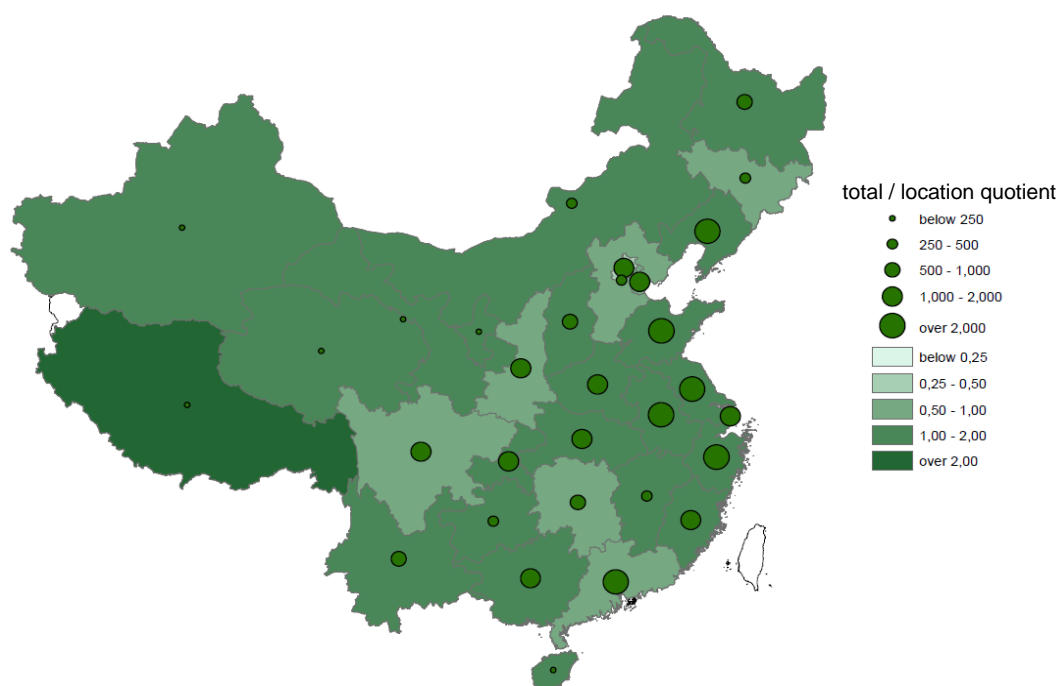 total / location quotient
below 250
250 - 500
500 - 1,000
1,000 - 2,000
over 2,000
below 0,25
0,25 - 0,50
0,50 - 1,00
1,00 - 2,00
over 2,00